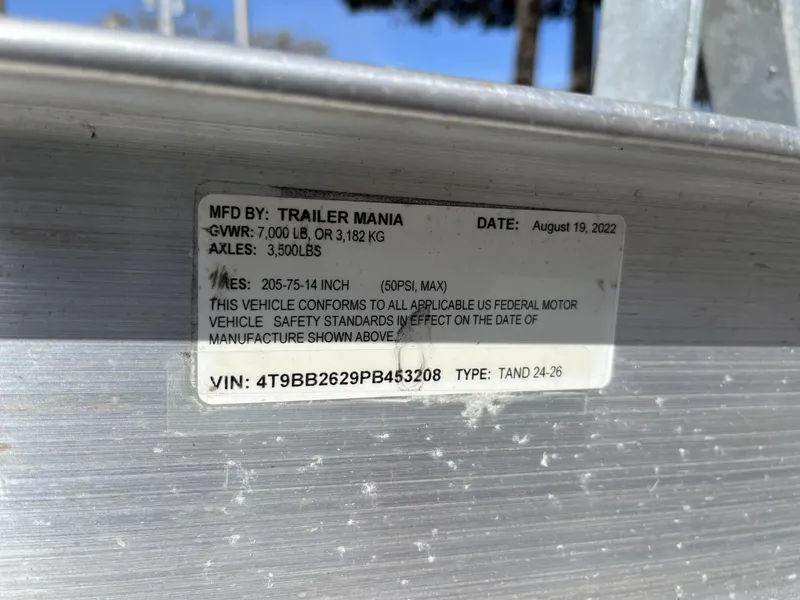 MFD BY: TRAILER MANIA DATE: August 19, 2022
GVWR: 7,000 LB, OR 3,182 KG
AXLES: 3,500LBS
TIRES: 205-75-14 INCH (50PSI, MAX)
THIS VEHICLE CONFORMS TO ALL APPLICABLE US FEDERAL MOTOR
VEHICLE SAFETY STANDARDS IN EFFECT ON THE DATE OF
MANUFACTURE SHOWN ABOVE.
VIN: 4T9BB2629PB453208 TYPE: TAND 24-26